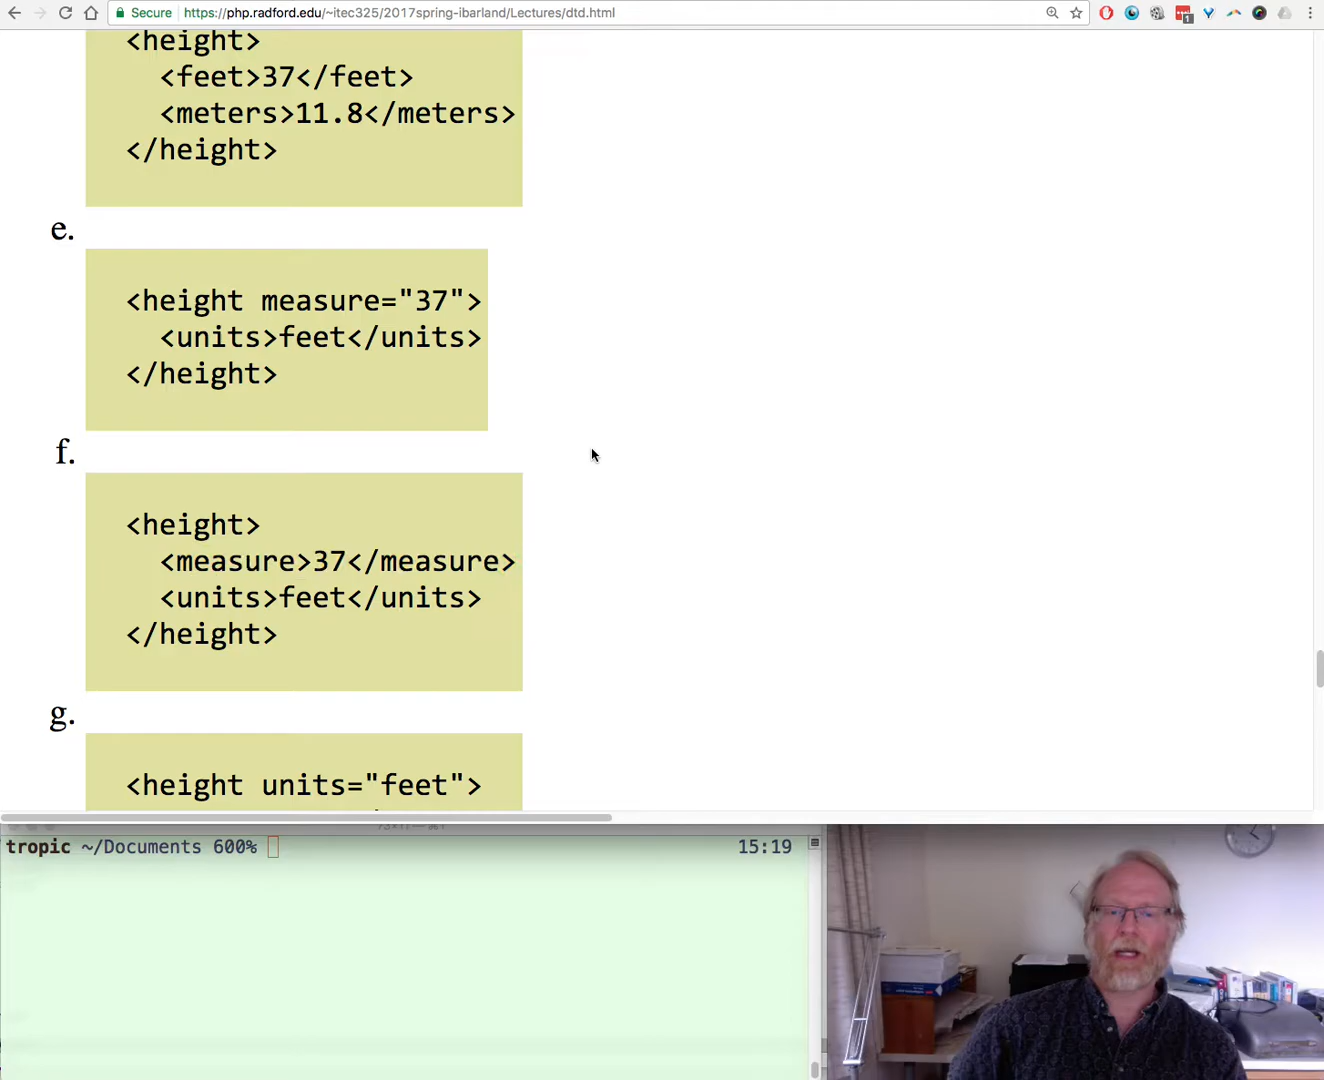 Secure https://php.radford.edu/~itec325/2017spring-ibarland/Lectures/dtd.html
<height>
<feet>37</feet>
<meters>11.8</meters>
</height>
e.
<height measure="37">
<units>feet</units>
</height>
f.
<height>
<measure>37</measure>
<units>feet</units>
</height>
g.
<height units="feet">
tropic ~/Documents 600% 15:19